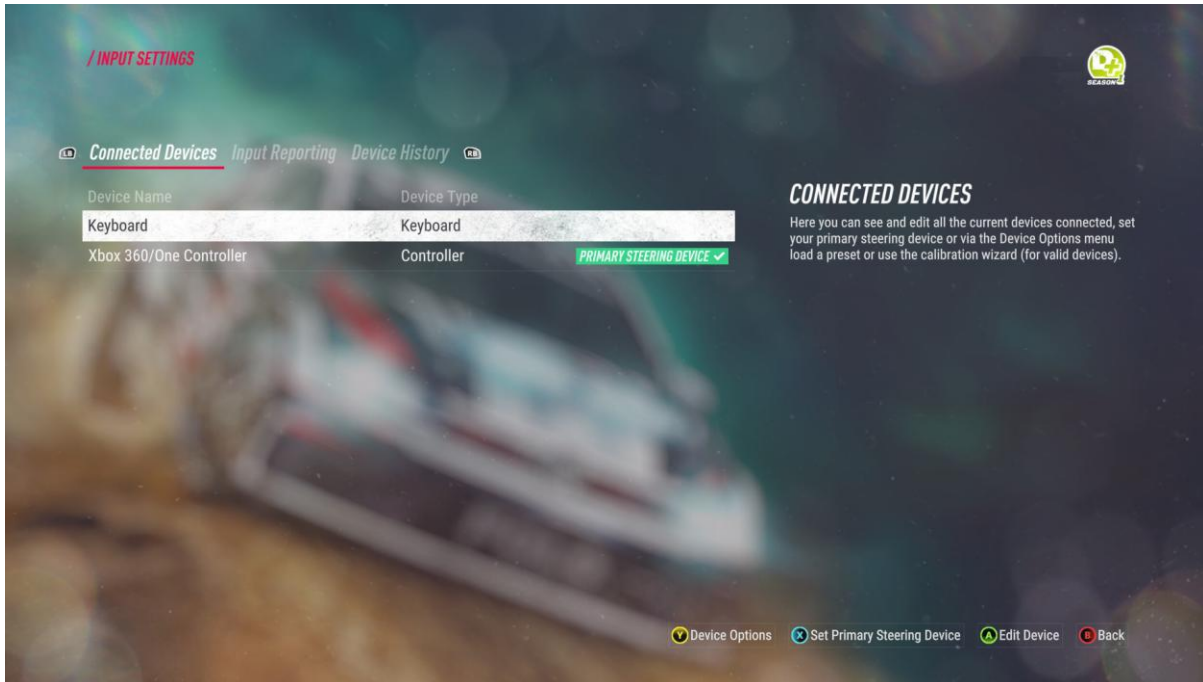 / INPUT SETTINGS
D+
SEASON4
LB Connected Devices Input Reporting Device History RB
Device Name Device Type
Keyboard Keyboard
Xbox 360/One Controller Controller PRIMARY STEERING DEVICE
CONNECTED DEVICES
Here you can see and edit all the current devices connected, set
your primary steering device or via the Device Options menu
load a preset or use the calibration wizard (for valid devices).
Y Device Options X Set Primary Steering Device A Edit Device B Back